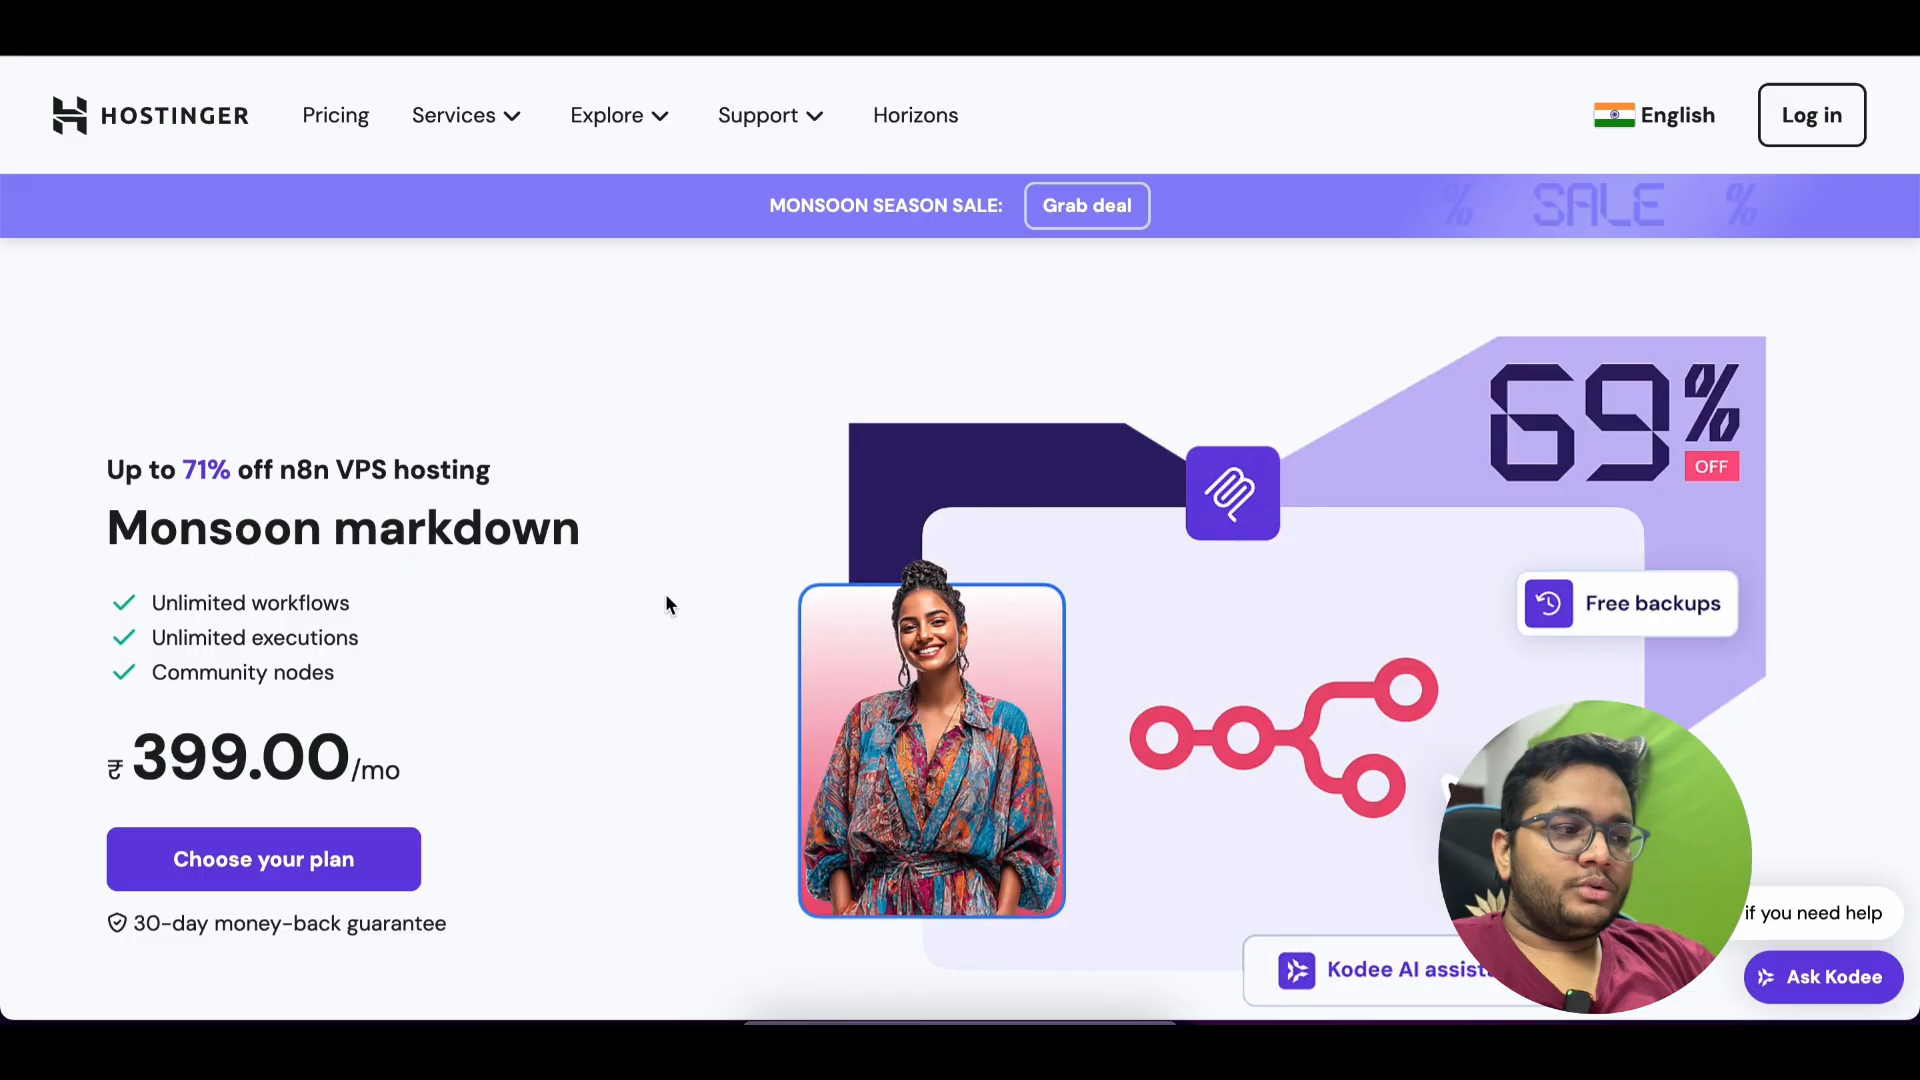 HOSTINGER
Pricing
Services
Explore
Support
Horizons
English
Log in
MONSOON SEASON SALE:
Grab deal
% SALE %
69% OFF
Up to 71% off n8n VPS hosting
Monsoon markdown
Unlimited workflows
Unlimited executions
Community nodes
₹399.00/mo
Choose your plan
30-day money-back guarantee
Free backups
Kodee AI
if you need help
Ask Kodee